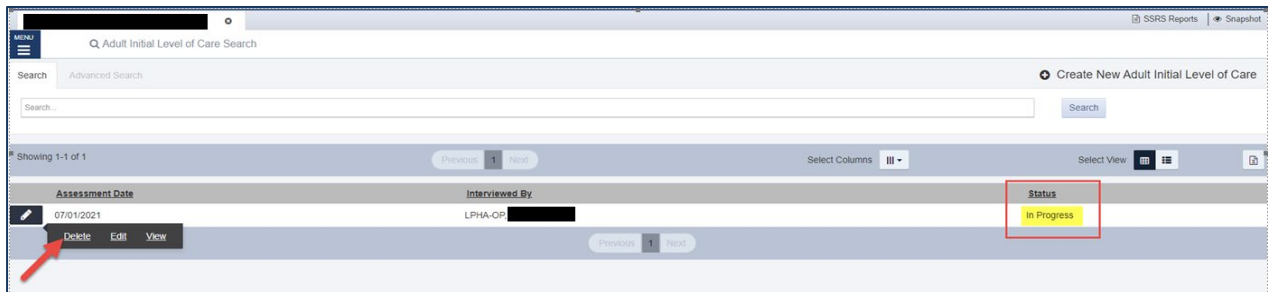 SSRS Reports Snapshot
MENU
Adult Initial Level of Care Search
Search Advanced Search Create New Adult Initial Level of Care
Search... Search
Showing 1-1 of 1 Previous 1 Next Select Columns Select View
Assessment Date Interviewed By Status
07/01/2021 LPHA-OP, In Progress
Delete Edit View
Previous 1 Next